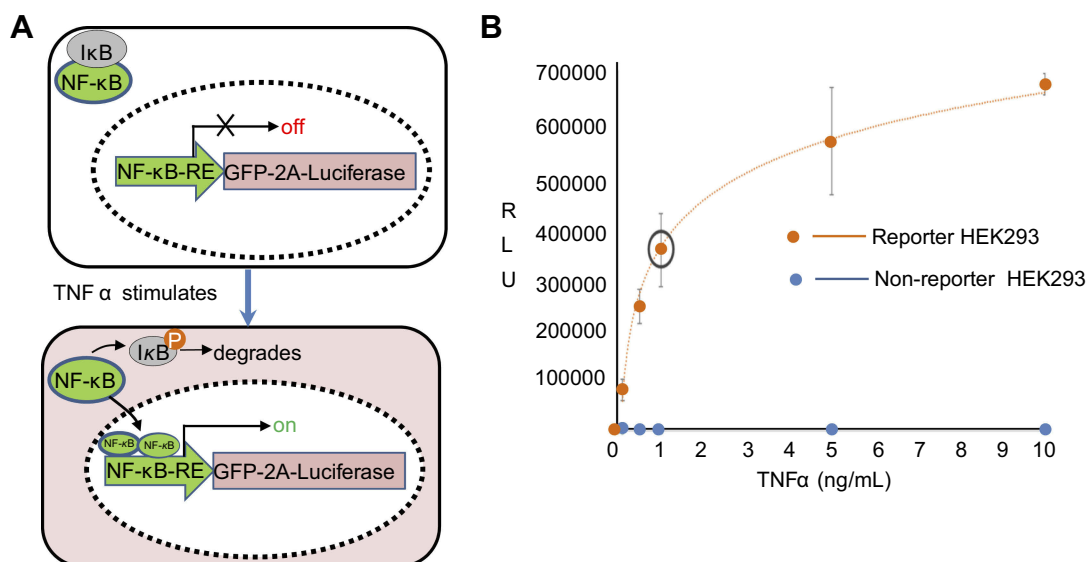 A
IκB
NF-κB
off
NF-κB-RE
GFP-2A-Luciferase
TNF α stimulates
P
IκB
degrades
NF-κB
on
NF-κB
NF-κB
NF-κB-RE
GFP-2A-Luciferase
B
700000
600000
500000
400000
300000
200000
100000
R
L
U
Reporter HEK293
Non-reporter HEK293
0 1 2 3 4 5 6 7 8 9 10
TNFα (ng/mL)